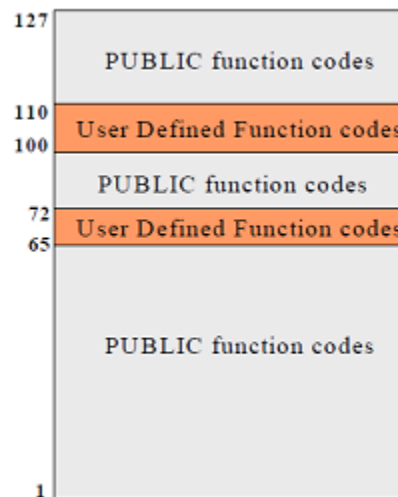 127
PUBLIC function codes
110
User Defined Function codes
100
PUBLIC function codes
72
User Defined Function codes
65
PUBLIC function codes
1